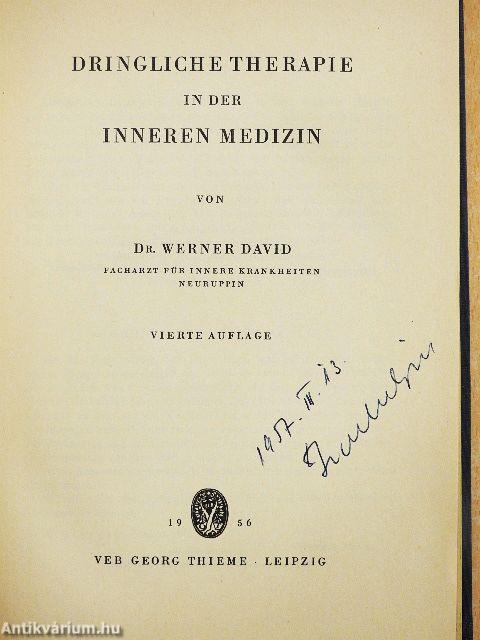 DRINGLICHE THERAPIE
IN DER
INNEREN MEDIZIN
VON
DR. WERNER DAVID
FACHARZT FÜR INNERE KRANKHEITEN
NEURUPPIN
VIERTE AUFLAGE
1957. III. 13.
19 56
VEB GEORG THIEME · LEIPZIG
Antikvárium.hu